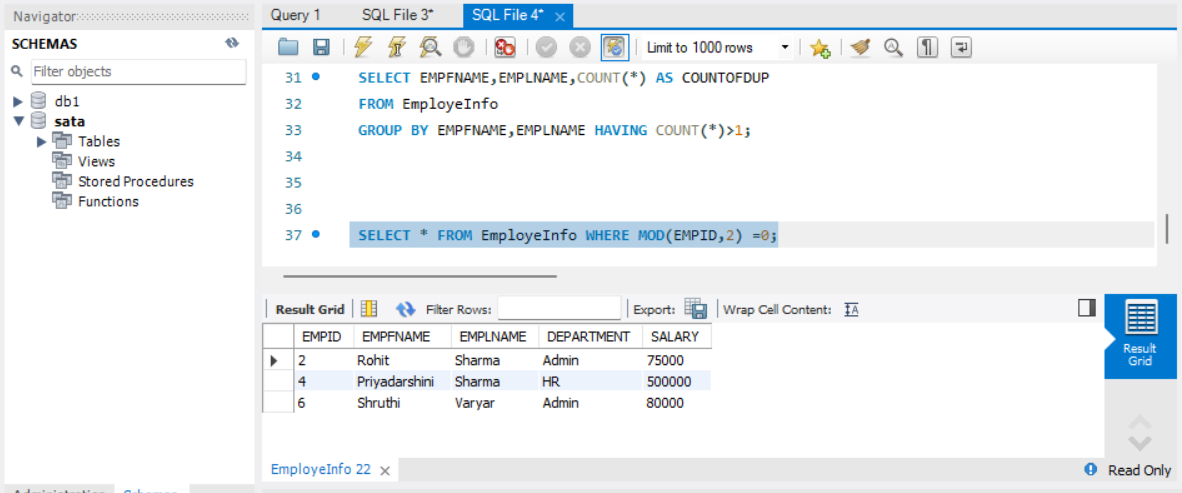 Navigator
Query 1 SQL File 3* SQL File 4* ×
SCHEMAS
Limit to 1000 rows
Filter objects
db1
sata
Tables
Views
Stored Procedures
Functions
31 SELECT EMPFNAME,EMPLNAME,COUNT(*) AS COUNTOFDUP
32 FROM EmployeInfo
33 GROUP BY EMPFNAME,EMPLNAME HAVING COUNT(*)>1;
34
35
36
37 SELECT * FROM EmployeInfo WHERE MOD(EMPID,2) =0;
Result Grid Filter Rows: Export: Wrap Cell Content: IA
EMPID EMPFNAME EMPLNAME DEPARTMENT SALARY
2 Rohit Sharma Admin 75000
4 Priyadarshini Sharma HR 500000
6 Shruthi Varyar Admin 80000
Result
Grid
EmployeInfo 22 ×
Read Only
Administration Schemas